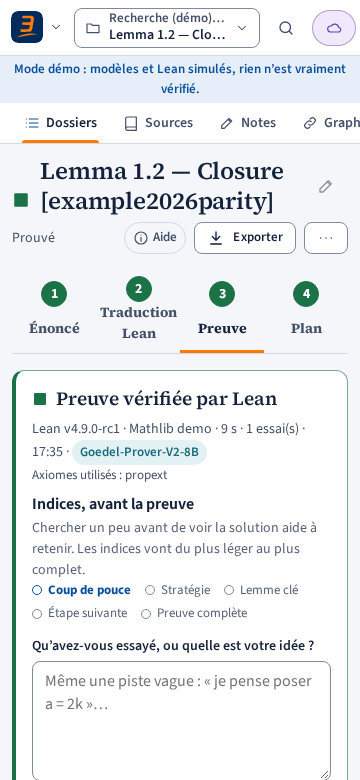 Recherche (démo)…
Lemma 1.2 — Clo…
Mode démo : modèles et Lean simulés, rien n’est vraiment
vérifié.
Dossiers
Sources
Notes
Graph
Lemma 1.2 — Closure
[example2026parity]
Prouvé
Aide
Exporter
1
2
3
4
Énoncé
Traduction
Lean
Preuve
Plan
Preuve vérifiée par Lean
Lean v4.9.0-rc1 · Mathlib demo · 9 s · 1 essai(s) ·
17:35 · Goedel-Prover-V2-8B
Axiomes utilisés : propext
Indices, avant la preuve
Chercher un peu avant de voir la solution aide à
retenir. Les indices vont du plus léger au plus
complet.
Coup de pouce
Stratégie
Lemme clé
Étape suivante
Preuve complète
Qu’avez-vous essayé, ou quelle est votre idée ?
Même une piste vague : « je pense poser
a = 2k »…